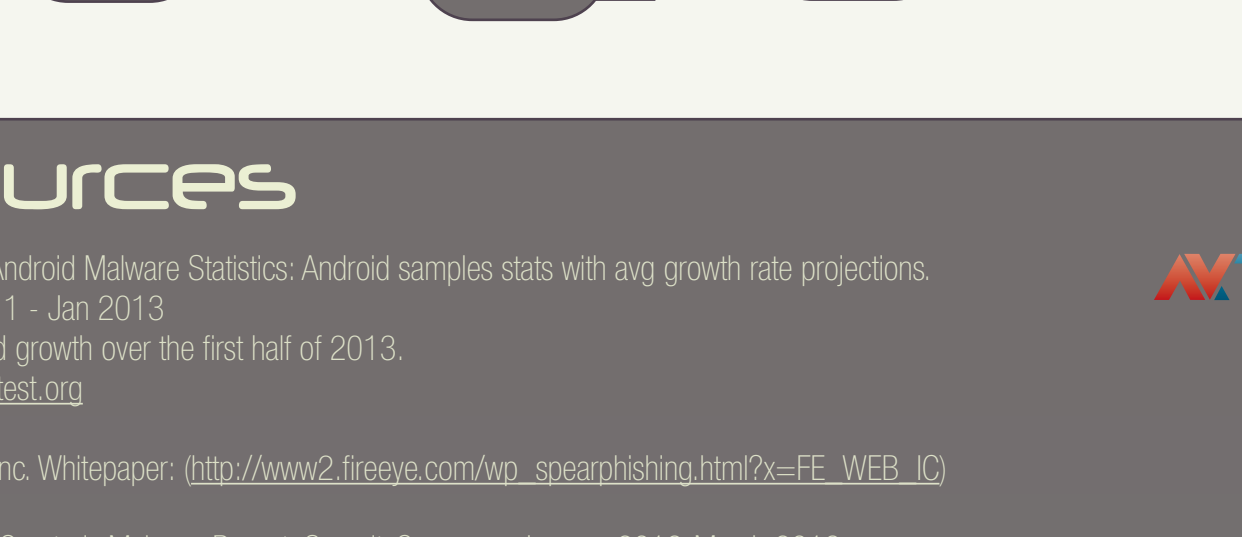 urces
Android Malware Statistics: Android samples stats with avg growth rate projections.
1 - Jan 2013
d growth over the first half of 2013.
test.org
nc. Whitepaper: (http://www2.fireeye.com/wp_spearphishing.html?x=FE_WEB_IC)
AV